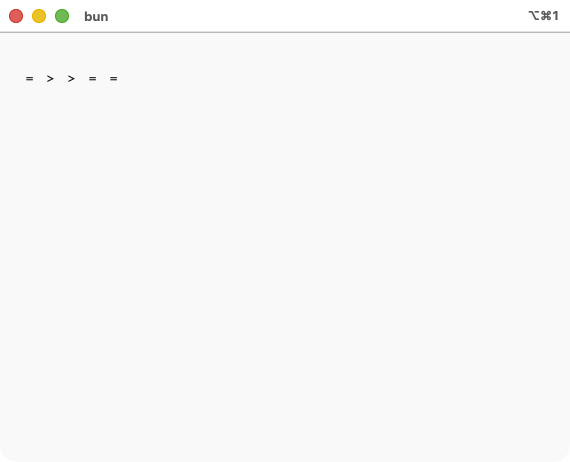 bun ⌥⌘1
= > > = =